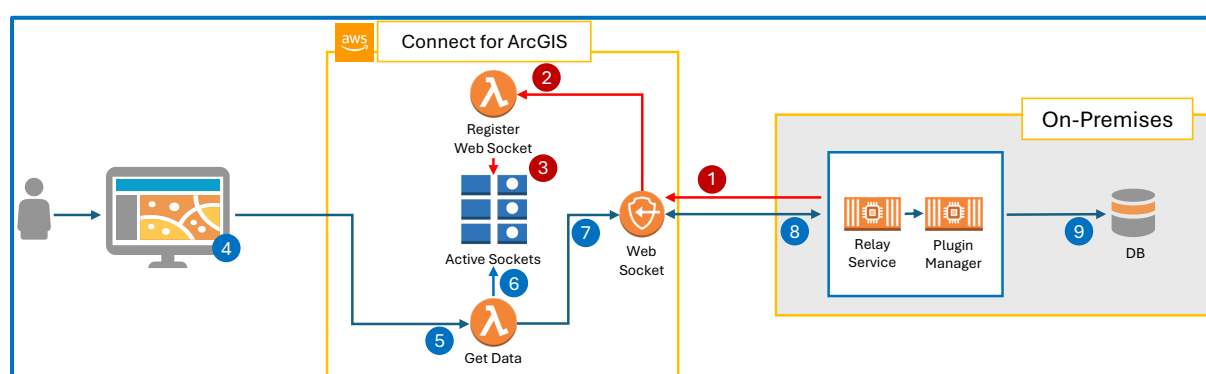 aws
Connect for ArcGIS
2
Register
Web Socket
3
Active Sockets
6
Get Data
4
5
7
Web
Socket
1
8
On-Premises
Relay
Service
Plugin
Manager
9
DB